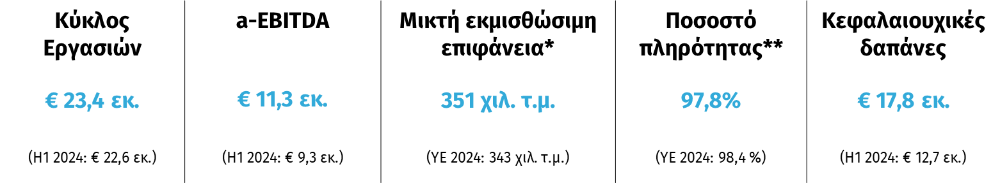 Κύκλος
Εργασιών
€ 23,4 εκ.
(H1 2024: € 22,6 εκ.)
a-EBITDA
€ 11,3 εκ.
(H1 2024: € 9,3 εκ.)
Μικτή εκμισθώσιμη
επιφάνεια*
351 χιλ. τ.μ.
(YE 2024: 343 χιλ. τ.μ.)
Ποσοστό
πληρότητας**
97,8%
(YE 2024: 98,4 %)
Κεφαλαιουχικές
δαπάνες
€ 17,8 εκ.
(H1 2024: € 12,7 εκ.)